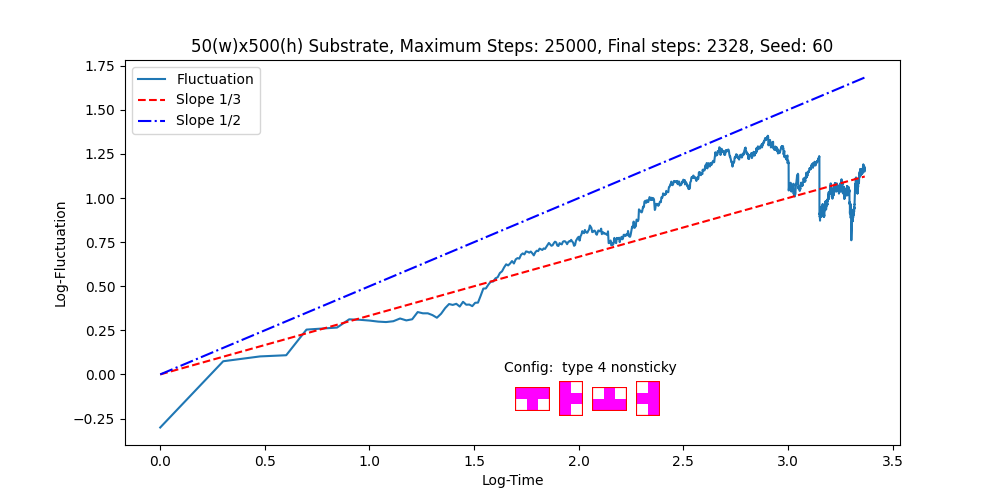 50(w)x500(h) Substrate, Maximum Steps: 25000, Final steps: 2328, Seed: 60
1.75
1.50
1.25
1.00
0.75
0.50
0.25
0.00
−0.25
Log-Fluctuation
Fluctuation
Slope 1/3
Slope 1/2
Config:  type 4 nonsticky
0.0 0.5 1.0 1.5 2.0 2.5 3.0 3.5
Log-Time